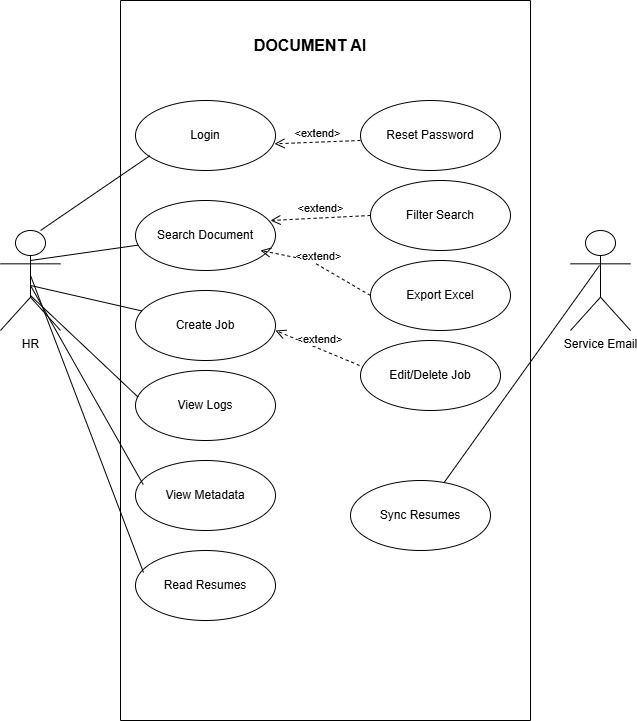 DOCUMENT AI
Login
<extend>
Reset Password
Search Document
<extend>
Filter Search
<extend>
Export Excel
Create Job
<extend>
Edit/Delete Job
HR
Service Email
View Logs
View Metadata
Sync Resumes
Read Resumes